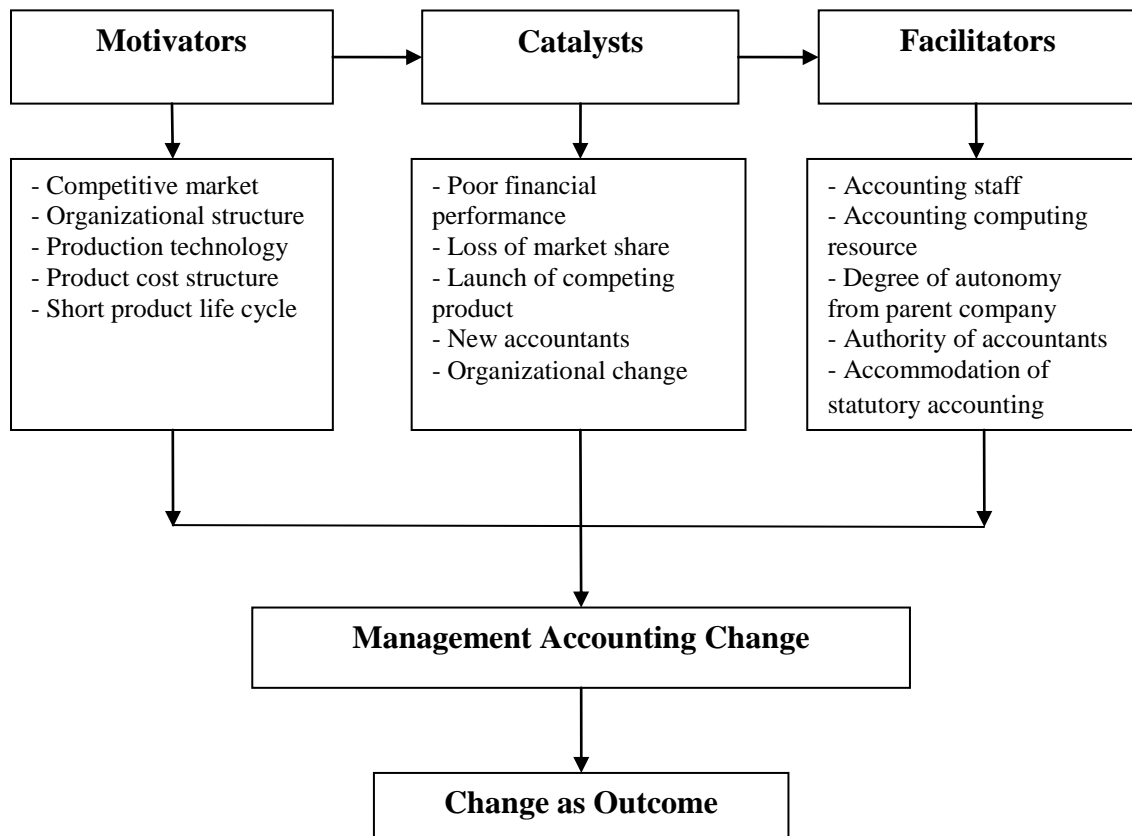 Motivators
Catalysts
Facilitators
- Competitive market
- Organizational structure
- Production technology
- Product cost structure
- Short product life cycle
- Poor financial
performance
- Loss of market share
- Launch of competing
product
- New accountants
- Organizational change
- Accounting staff
- Accounting computing
resource
- Degree of autonomy
from parent company
- Authority of accountants
- Accommodation of
statutory accounting
Management Accounting Change
Change as Outcome